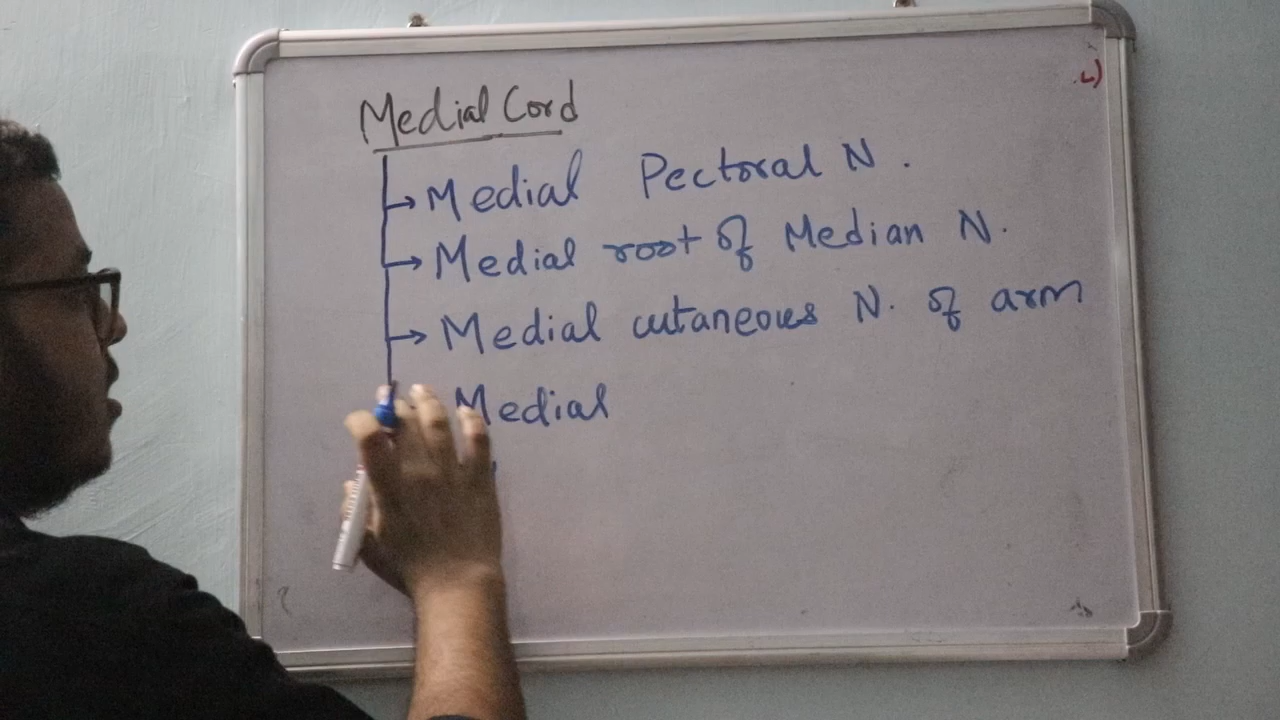 Medial Cord
Medial Pectoral N.
Medial root of Median N.
Medial cutaneous N. of arm
Medial